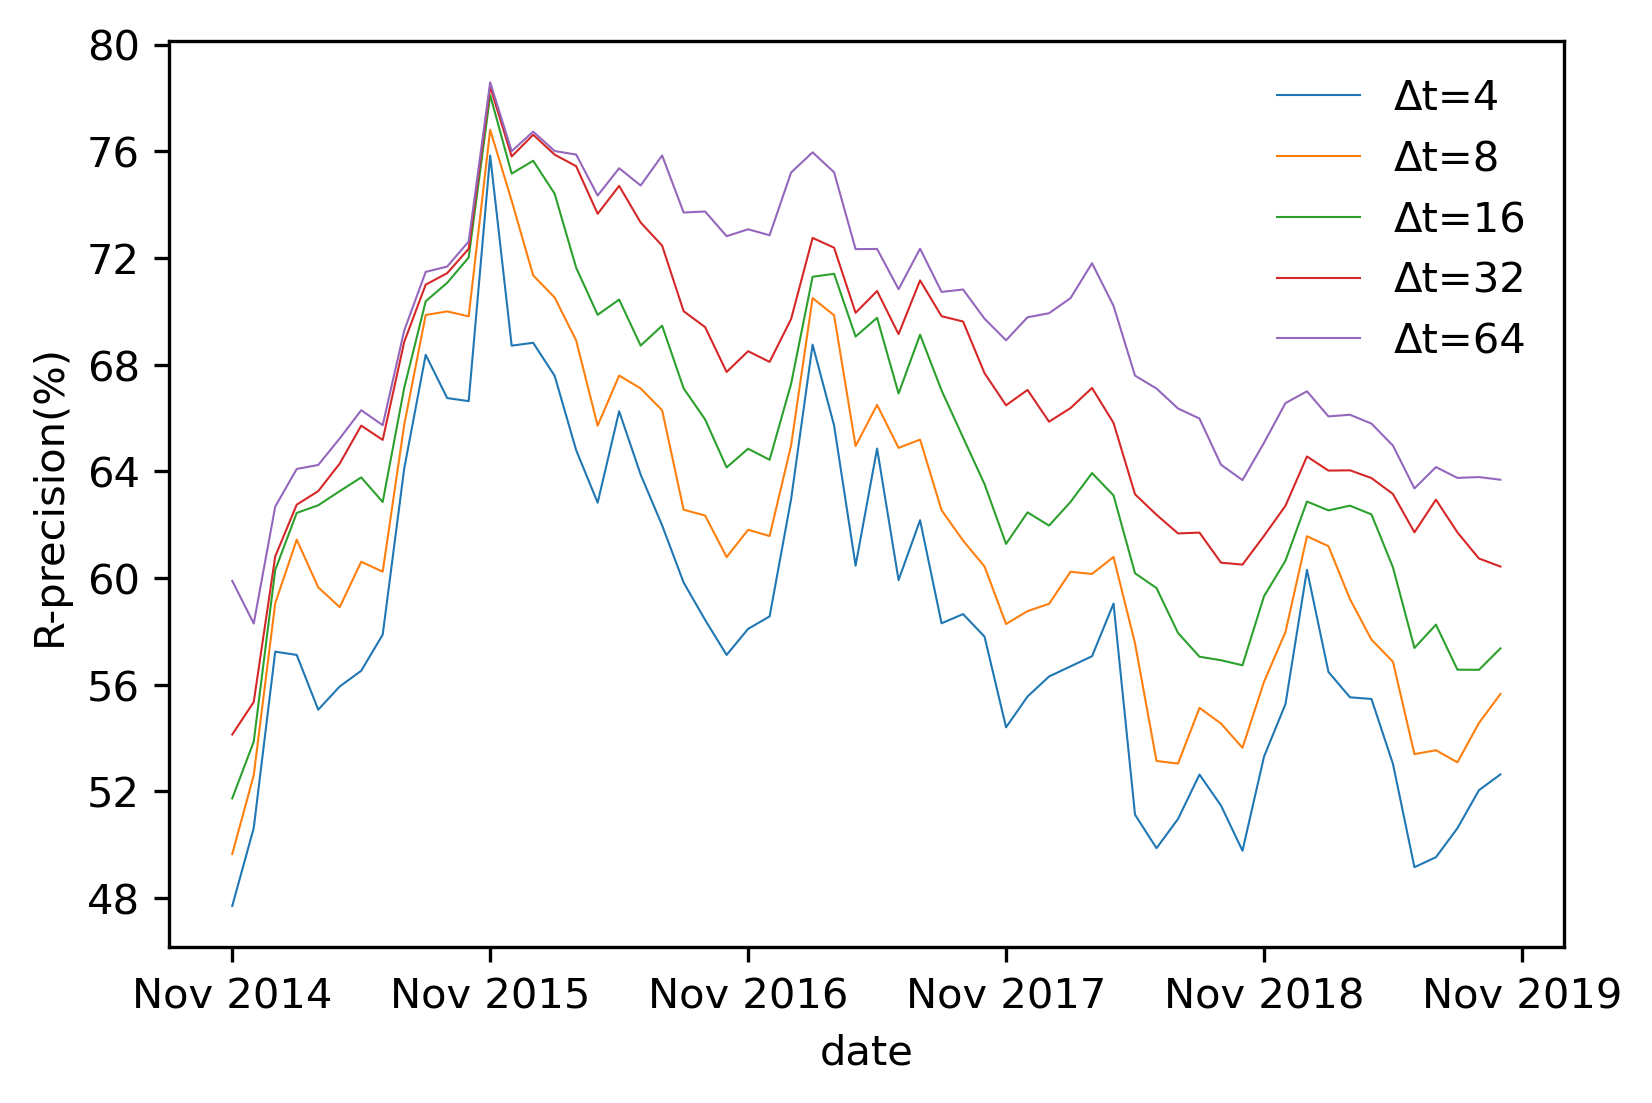 80
76
72
68
64
60
56
52
48
R-precision(%)
Δt=4
Δt=8
Δt=16
Δt=32
Δt=64
Nov 2014 Nov 2015 Nov 2016 Nov 2017 Nov 2018 Nov 2019
date